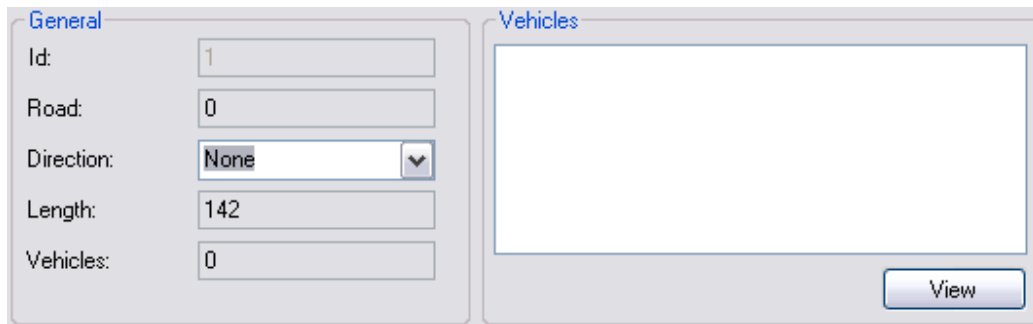 General
Id: 1
Road: 0
Direction: None
Length: 142
Vehicles: 0
Vehicles
View